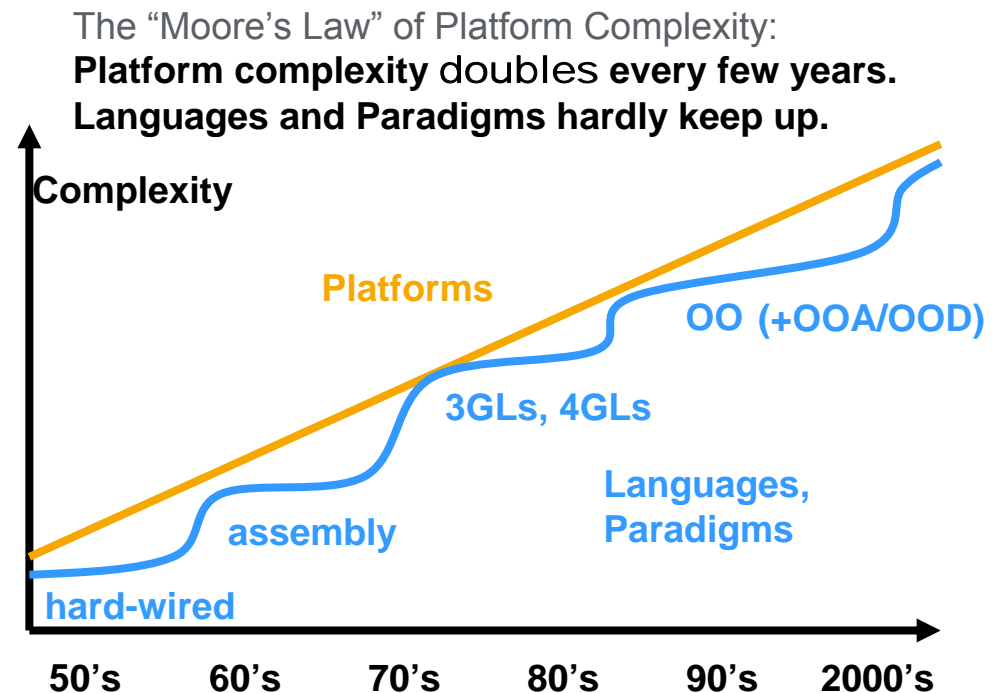 The “Moore’s Law” of Platform Complexity:
Platform complexity doubles every few years.
Languages and Paradigms hardly keep up.
Complexity
Platforms
OO (+OOA/OOD)
3GLs, 4GLs
Languages,
Paradigms
assembly
hard-wired
50’s 60’s 70’s 80’s 90’s 2000’s